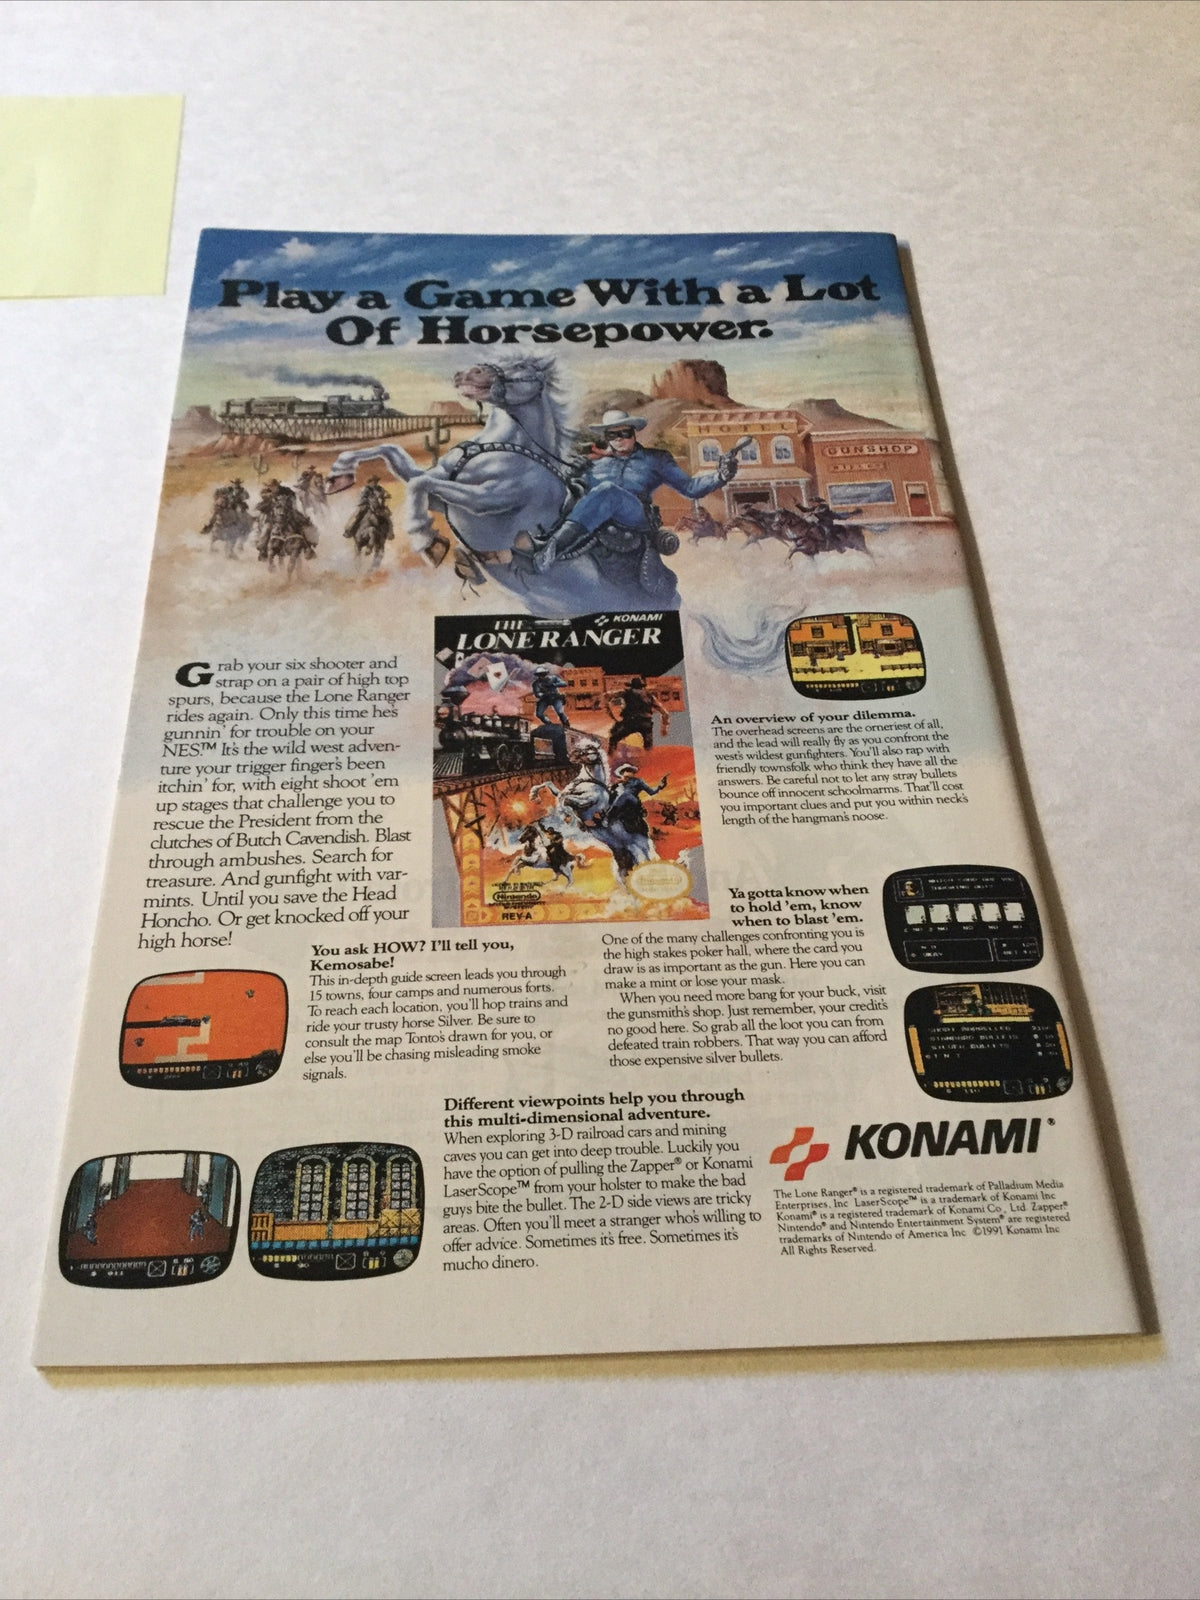 Play a Game With a Lot
Of Horsepower.
HOTEL
GUNSHOP
THE
LONE RANGER
KONAMI
Nintendo
REV-A
Grab your six shooter and
strap on a pair of high top
spurs, because the Lone Ranger
rides again. Only this time he's
gunnin' for trouble on your
NES.™ It's the wild west adven-
ture your trigger finger's been
itchin' for, with eight shoot 'em
up stages that challenge you to
rescue the President from the
clutches of Butch Cavendish. Blast
through ambushes. Search for
treasure. And gunfight with var-
mints. Until you save the Head
Honcho. Or get knocked off your
high horse!
An overview of your dilemma.
The overhead screens are the orneriest of all,
and the lead will really fly as you confront the
west's wildest gunfighters. You'll also rap with
friendly townsfolk who think they have all the
answers. Be careful not to let any stray bullets
bounce off innocent schoolmarms. That'll cost
you important clues and put you within neck's
length of the hangman's noose.
You ask HOW? I'll tell you,
Kemosabe!
This in-depth guide screen leads you through
15 towns, four camps and numerous forts.
To reach each location, you'll hop trains and
ride your trusty horse Silver. Be sure to
consult the map Tonto's drawn for you, or
else you'll be chasing misleading smoke
signals.
Ya gotta know when
to hold 'em, know
when to blast 'em.
One of the many challenges confronting you is
the high stakes poker hall, where the card you
draw is as important as the gun. Here you can
make a mint or lose your mask.
When you need more bang for your buck, visit
the gunsmith's shop. Just remember, your credit's
no good here. So grab all the loot you can from
defeated train robbers. That way you can afford
those expensive silver bullets.
STANDARD BULLETS
SILVER BULLETS
Different viewpoints help you through
this multi-dimensional adventure.
When exploring 3-D railroad cars and mining
caves you can get into deep trouble. Luckily you
have the option of pulling the Zapper® or Konami
LaserScope™ from your holster to make the bad
guys bite the bullet. The 2-D side views are tricky
areas. Often you'll meet a stranger who's willing to
offer advice. Sometimes it's free. Sometimes it's
mucho dinero.
KONAMI®
The Lone Ranger® is a registered trademark of Palladium Media
Enterprises, Inc LaserScope™ is a trademark of Konami Inc
Konami® is a registered trademark of Konami Co, Ltd. Zapper®
Nintendo® and Nintendo Entertainment System® are registered
trademarks of Nintendo of America Inc ©1991 Konami Inc
All Rights Reserved.